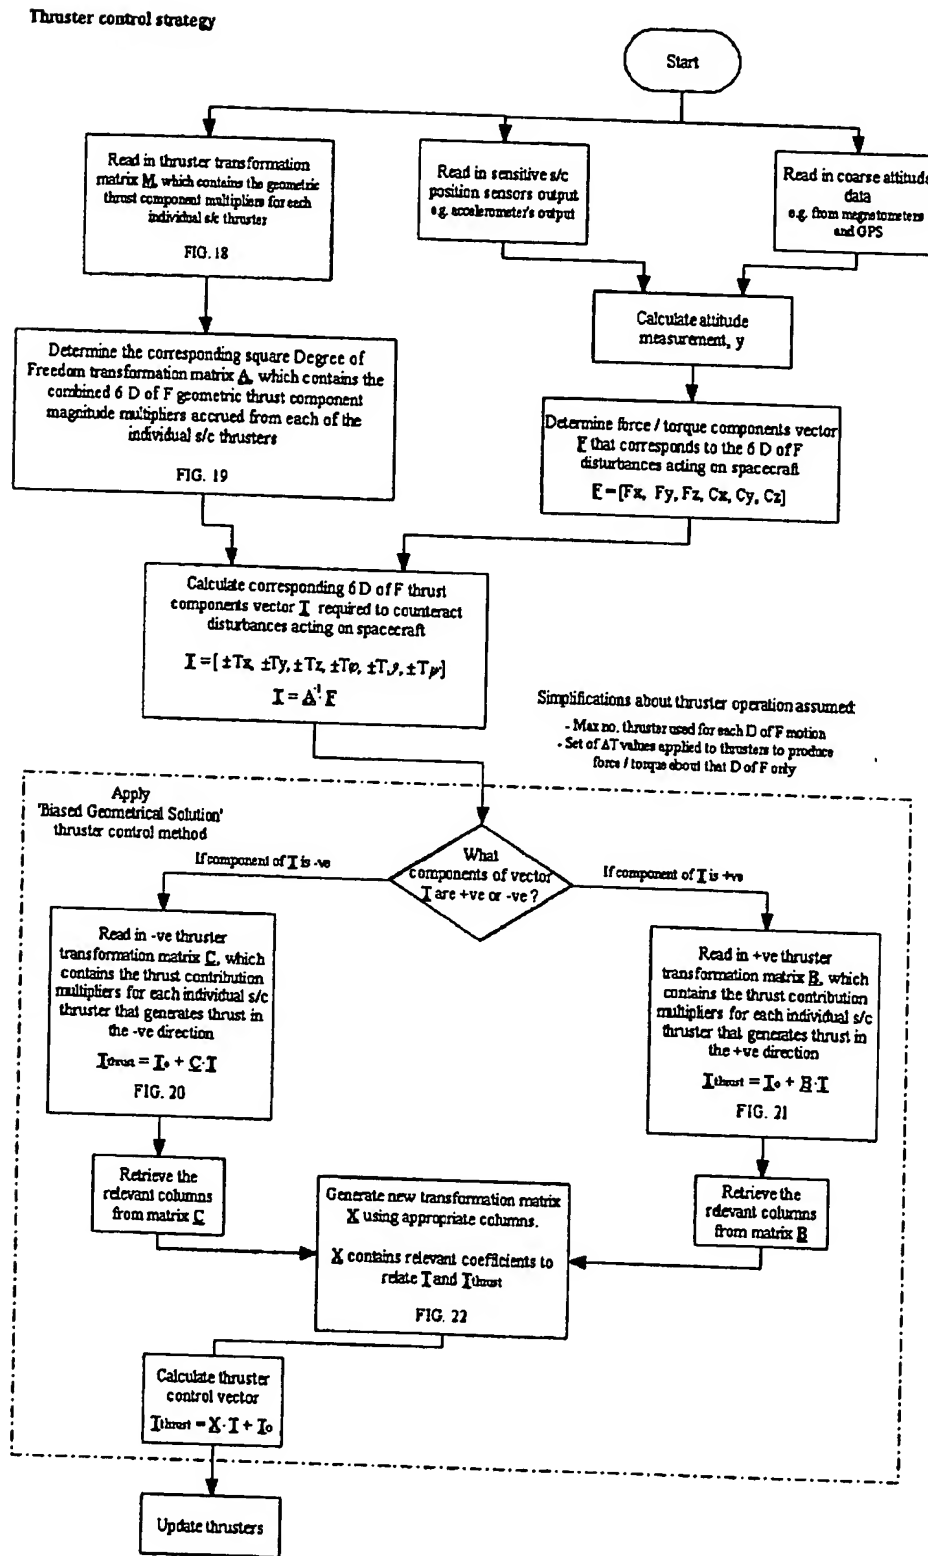 Thruster control strategy
Start
Read in thruster transformation
matrix M, which contains the geometric
thrust component multipliers for each
individual s/c thruster
FIG. 18
Read in sensitive s/c
position sensors output
e.g. accelerometer's output
Read in coarse attitude
data
e.g. from magnetometers
and GPS
Calculate attitude
measurement, y
Determine the corresponding square Degree of
Freedom transformation matrix A, which contains the
combined 6 D of F geometric thrust component
magnitude multipliers accrued from each of the
individual s/c thrusters
FIG. 19
Determine force / torque components vector
F that corresponds to the 6 D of F
disturbances acting on spacecraft
F = [Fx, Fy, Fz, Cx, Cy, Cz]
Calculate corresponding 6 D of F thrust
components vector T required to counteract
disturbances acting on spacecraft
T = [ ±Tx, ±Ty, ±Tz, ±Tφ, ±Tϑ, ±Tψ]
T = A⁻¹· F
Simplifications about thruster operation assumed:
- Max no. thruster used for each D of F motion
- Set of ΔT values applied to thrusters to produce
force / torque about that D of F only
Apply
'Biased Geometrical Solution'
thruster control method
What
components of vector
T are +ve or -ve ?
If component of T is -ve
If component of T is +ve
Read in -ve thruster
transformation matrix C, which
contains the thrust contribution
multipliers for each individual s/c
thruster that generates thrust in
the -ve direction
Tthrust = To + C·T
FIG. 20
Read in +ve thruster
transformation matrix B, which
contains the thrust contribution
multipliers for each individual s/c
thruster that generates thrust in
the +ve direction
Tthrust = To + B·T
FIG. 21
Retrieve the
relevant columns
from matrix C
Generate new transformation matrix
X using appropriate columns.
X contains relevant coefficients to
relate T and Tthrust
FIG. 22
Retrieve the
relevant columns
from matrix B
Calculate thruster
control vector
Tthrust = X· T + To
Update thrusters